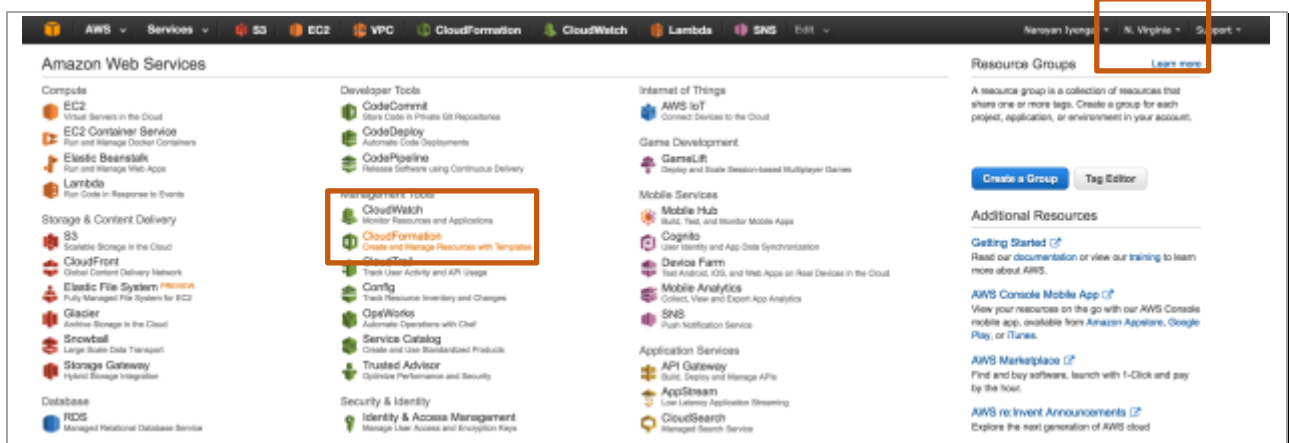 AWS Services S3 EC2 VPC CloudFormation CloudWatch Lambda SNS Edit Narayan Iyengar N. Virginia Support
Amazon Web Services
Compute
EC2
Virtual Servers in the Cloud
EC2 Container Service
Run and Manage Docker Containers
Elastic Beanstalk
Run and Manage Web Apps
Lambda
Run Code in Response to Events
Storage & Content Delivery
S3
Scalable Storage in the Cloud
CloudFront
Global Content Delivery Network
Elastic File System PREVIEW
Fully Managed File System for EC2
Glacier
Archive Storage in the Cloud
Snowball
Large Scale Data Transport
Storage Gateway
Hybrid Storage Integration
Database
RDS
Managed Relational Database Service
Developer Tools
CodeCommit
Store Code in Private Git Repositories
CodeDeploy
Automate Code Deployments
CodePipeline
Release Software using Continuous Delivery
Management Tools
CloudWatch
Monitor Resources and Applications
CloudFormation
Create and Manage Resources with Templates
CloudTrail
Track User Activity and API Usage
Config
Track Resource Inventory and Changes
OpsWorks
Automate Operations with Chef
Service Catalog
Create and Use Standardized Products
Trusted Advisor
Optimize Performance and Security
Security & Identity
Identity & Access Management
Manage User Access and Encryption Keys
Internet of Things
AWS IoT
Connect Devices to the Cloud
Game Development
GameLift
Deploy and Scale Session-based Multiplayer Games
Mobile Services
Mobile Hub
Build, Test, and Monitor Mobile Apps
Cognito
User Identity and App Data Synchronization
Device Farm
Test Android, iOS, and Web Apps on Real Devices in the Cloud
Mobile Analytics
Collect, View and Export App Analytics
SNS
Push Notification Service
Application Services
API Gateway
Build, Deploy and Manage APIs
AppStream
Low Latency Application Streaming
CloudSearch
Managed Search Service
Resource Groups Learn more
A resource group is a collection of resources that
share one or more tags. Create a group for each
project, application, or environment in your account.
Create a Group Tag Editor
Additional Resources
Getting Started
Read our documentation or view our training to learn
more about AWS.
AWS Console Mobile App
View your resources on the go with our AWS Console
mobile app, available from Amazon Appstore, Google
Play, or iTunes.
AWS Marketplace
Find and buy software, launch with 1-Click and pay
by the hour.
AWS re:Invent Announcements
Explore the next generation of AWS cloud